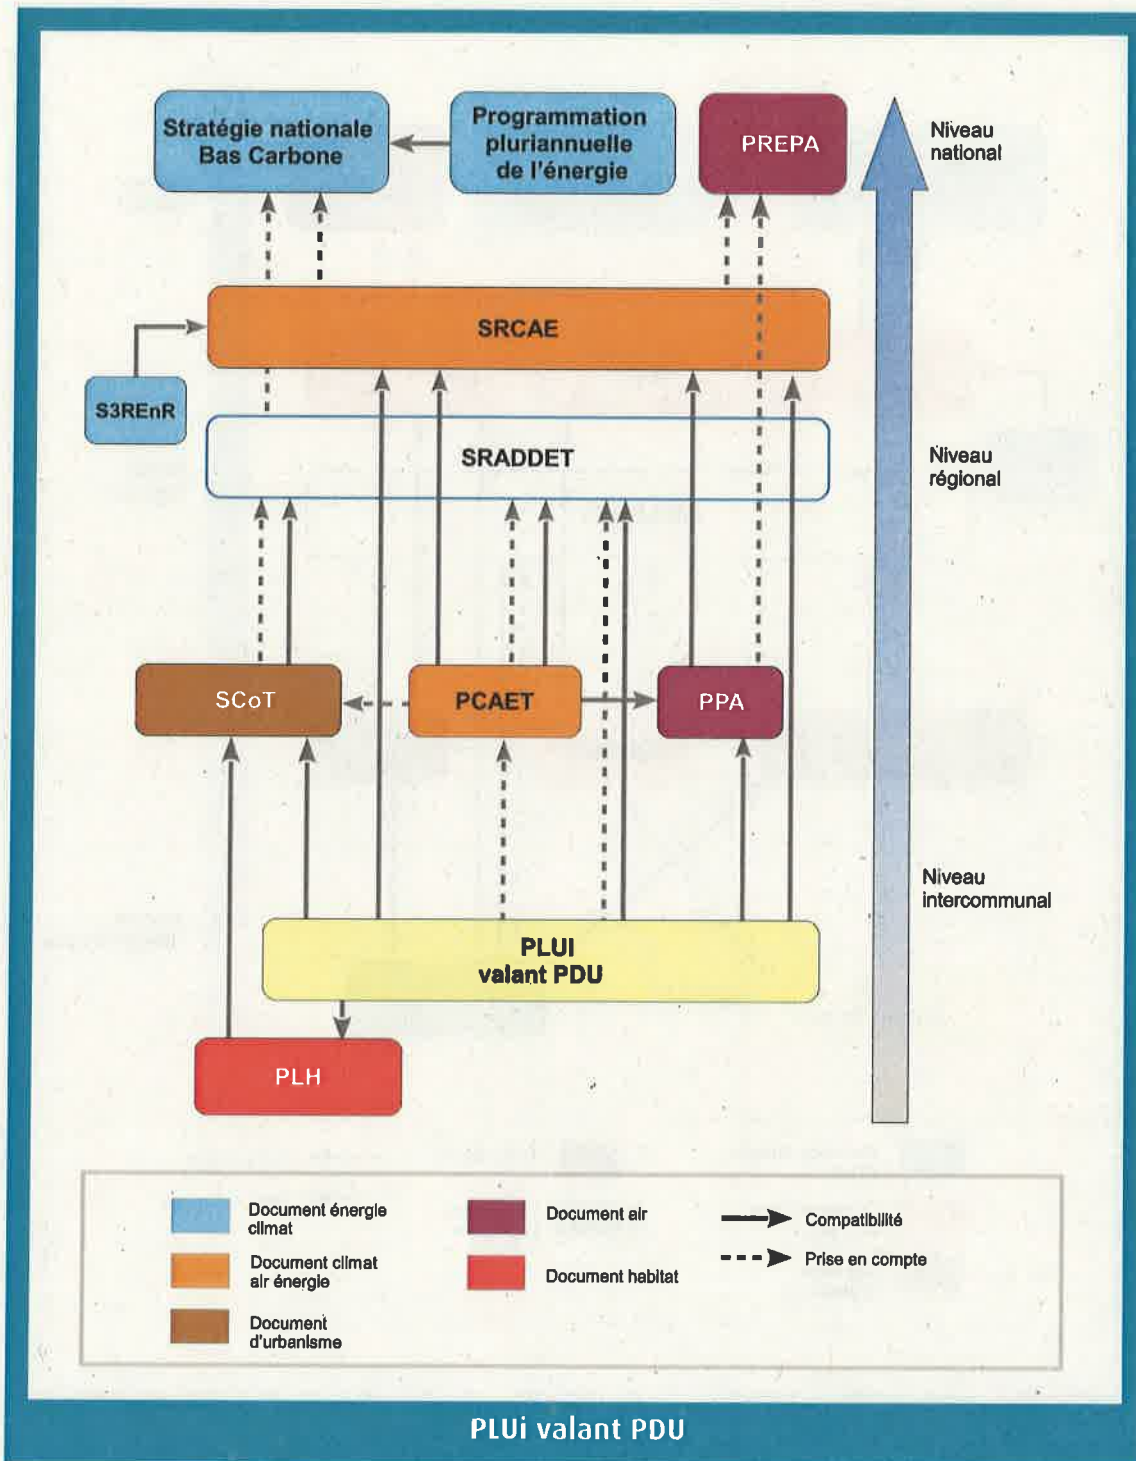 Stratégie nationale
Bas Carbone
Programmation
pluriannuelle
de l'énergie
PREPA
Niveau
national
SRCAE
S3REnR
SRADDET
Niveau
régional
SCoT
PCAET
PPA
Niveau
intercommunal
PLUI
valant PDU
PLH
Document énergie
climat
Document climat
air énergie
Document
d'urbanisme
Document air
Document habitat
Compatibilité
Prise en compte
PLUi valant PDU